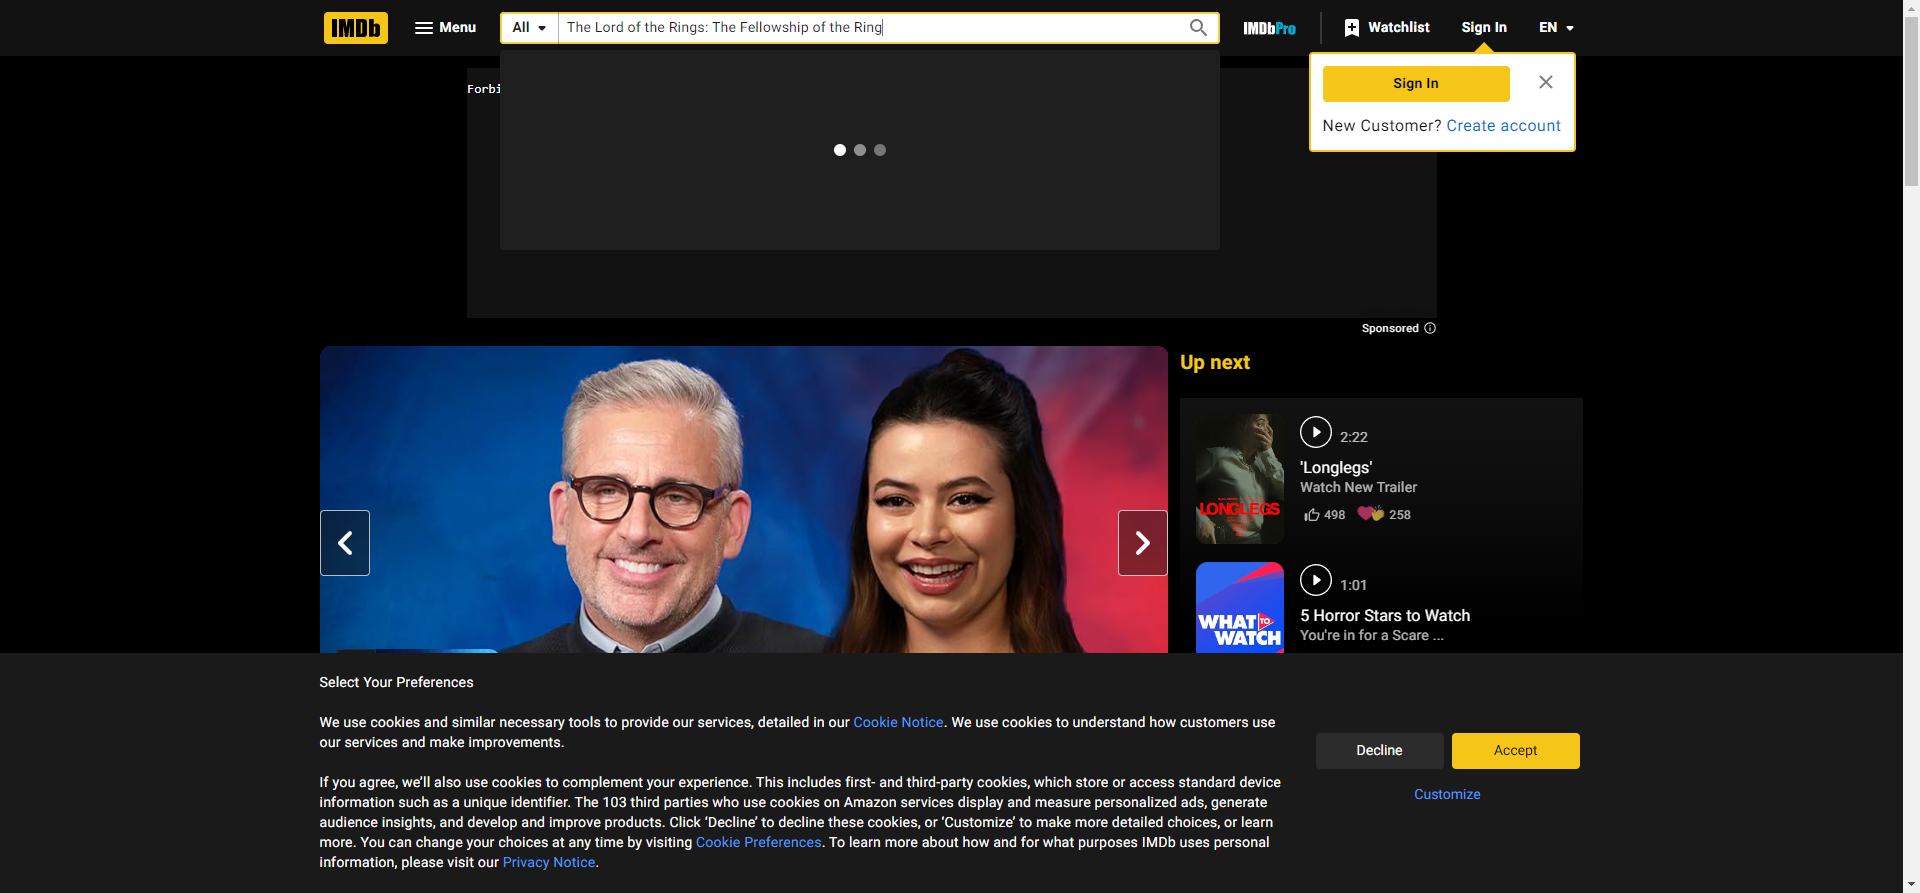 IMDb
Menu
All
The Lord of the Rings: The Fellowship of the Ring
IMDbPro
Watchlist
Sign In
EN
Sign In
New Customer? Create account
Forbi
Sponsored
Up next
2:22
'Longlegs'
Watch New Trailer
498
258
LONGLEGS
1:01
5 Horror Stars to Watch
You're in for a Scare ...
WHAT TO
WATCH
Select Your Preferences
We use cookies and similar necessary tools to provide our services, detailed in our Cookie Notice. We use cookies to understand how customers use
our services and make improvements.
If you agree, we’ll also use cookies to complement your experience. This includes first- and third-party cookies, which store or access standard device
information such as a unique identifier. The 103 third parties who use cookies on Amazon services display and measure personalized ads, generate
audience insights, and develop and improve products. Click ‘Decline’ to decline these cookies, or ‘Customize’ to make more detailed choices, or learn
more. You can change your choices at any time by visiting Cookie Preferences. To learn more about how and for what purposes IMDb uses personal
information, please visit our Privacy Notice.
Decline
Accept
Customize